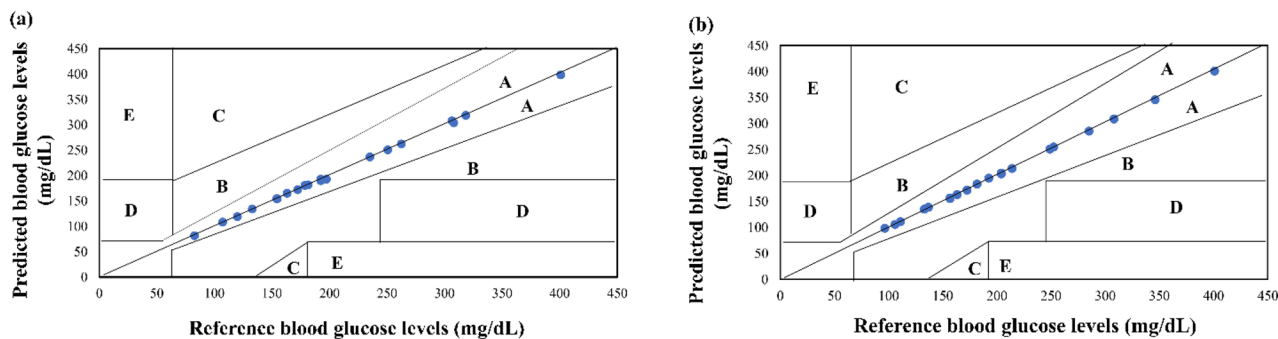 (a)
Predicted blood glucose levels
(mg/dL)
450
400
350
300
250
200
150
100
50
0
E
C
A
A
B
B
D
D
C
E
0 50 100 150 200 250 300 350 400 450
Reference blood glucose levels (mg/dL)
(b)
Predicted blood glucose levels
(mg/dL)
450
400
350
300
250
200
150
100
50
0
E
C
A
A
B
B
D
D
C
E
0 50 100 150 200 250 300 350 400 450
Reference blood glucose levels (mg/dL)